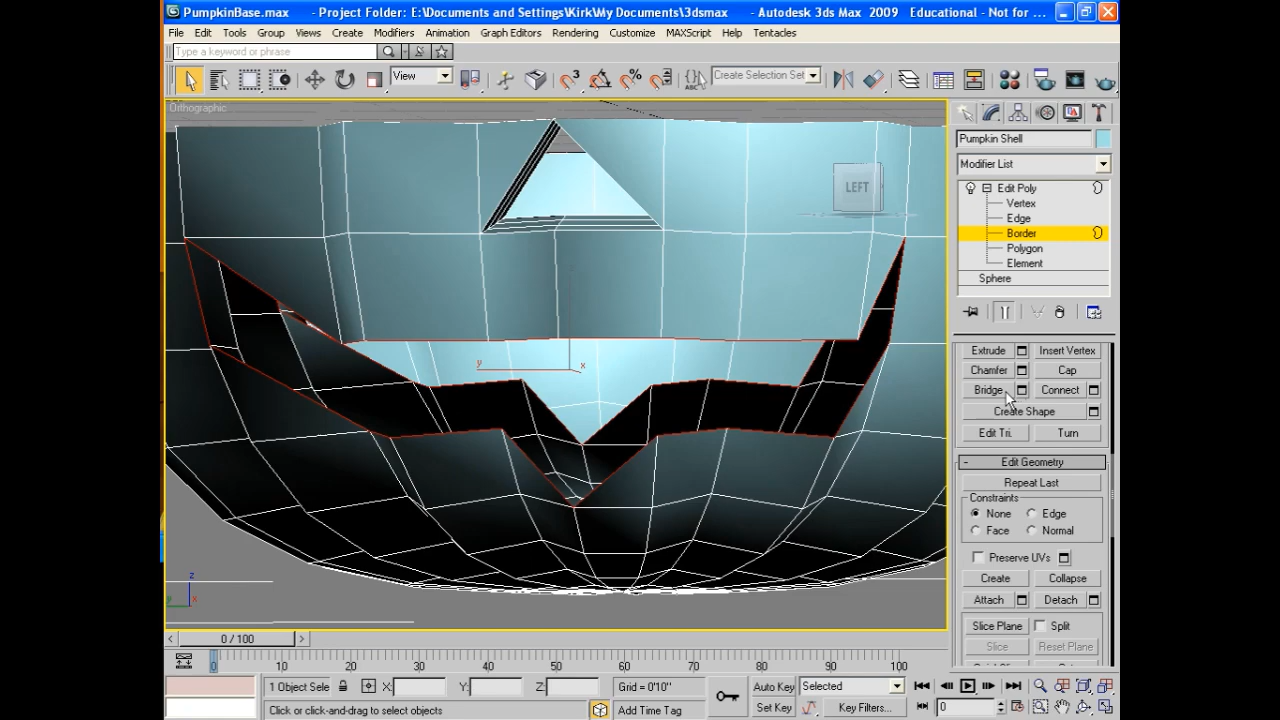 PumpkinBase.max - Project Folder: E:\Documents and Settings\Kirk\My Documents\3dsmax - Autodesk 3ds Max 2009 Educational - Not for ...
File Edit Tools Group Views Create Modifiers Animation Graph Editors Rendering Customize MAXScript Help Tentacles
Type a keyword or phrase
View 3 % ABC Create Selection Set
Orthographic
LEFT
y x
z
y x
Pumpkin Shell
Modifier List
Edit Poly
Vertex
Edge
Border
Polygon
Element
Sphere
Extrude Insert Vertex
Chamfer Cap
Bridge Connect
Create Shape
Edit Tri. Turn
- Edit Geometry
Repeat Last
Constraints
None Edge
Face Normal
Preserve UVs
Create Collapse
Attach Detach
Slice Plane Split
Slice Reset Plane
< 0 / 100 >
0 10 20 30 40 50 60 70 80 90 100
1 Object Sele X: Y: Z: Grid = 0'10" Auto Key Selected
Click or click-and-drag to select objects Add Time Tag Set Key Key Filters... 0